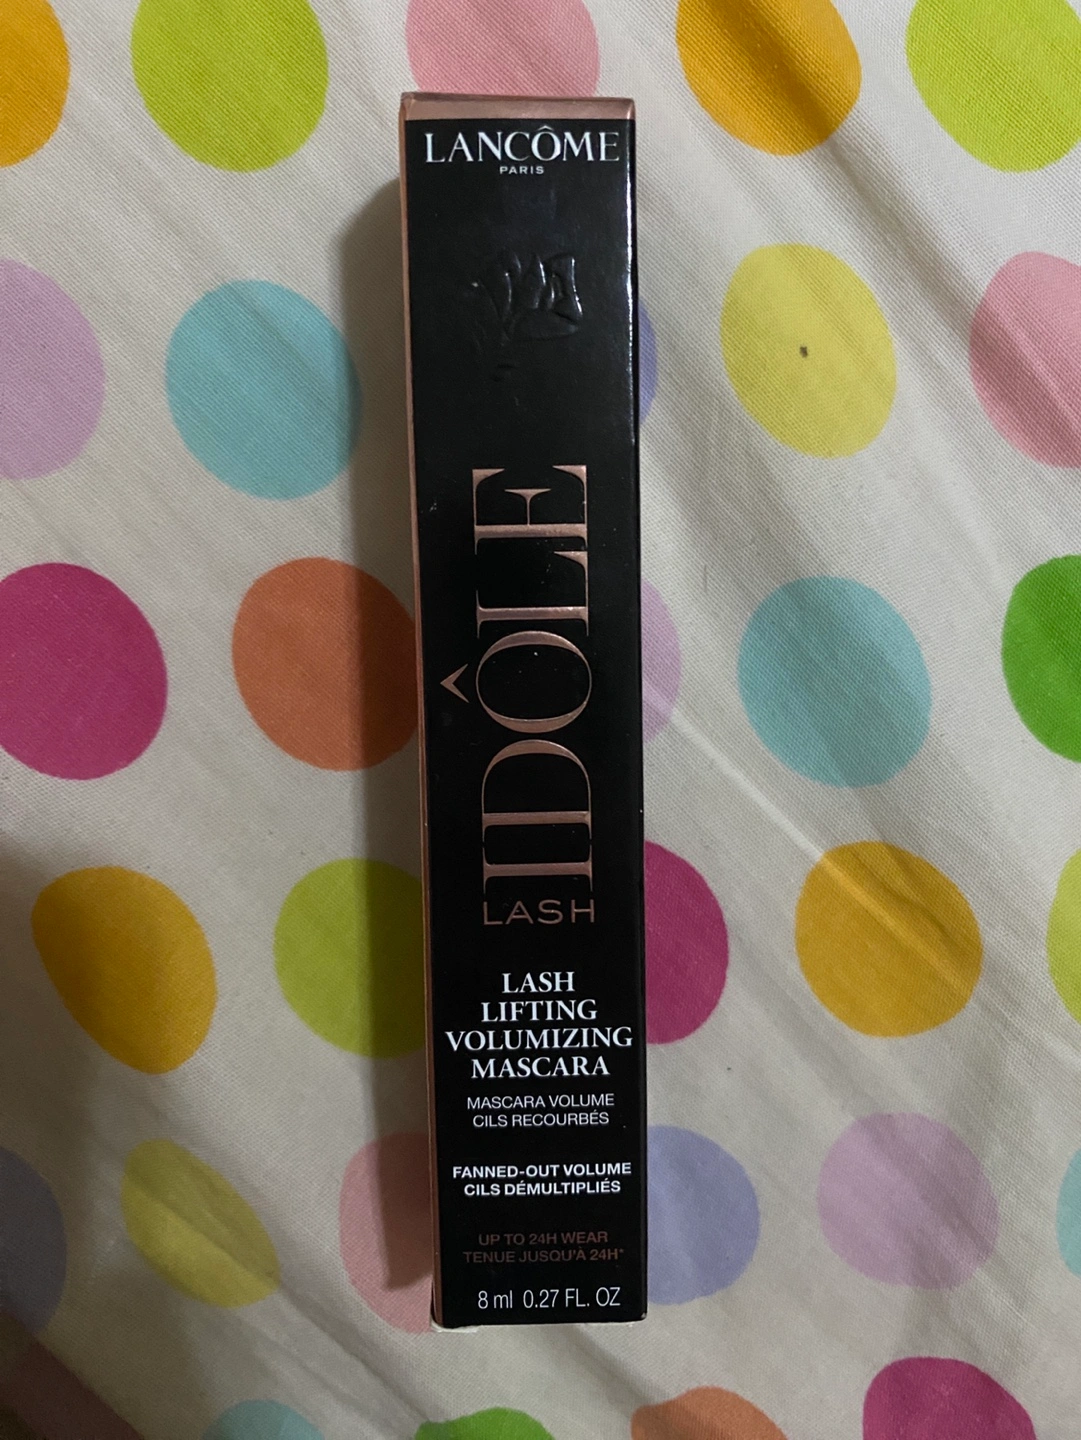 LANCÔME
PARIS
IDÔLE
LASH
LASH
LIFTING
VOLUMIZING
MASCARA
MASCARA VOLUME
CILS RECOURBÉS
FANNED-OUT VOLUME
CILS DÉMULTIPLIÉS
UP TO 24H WEAR
TENUE JUSQU'À 24H*
8 ml 0.27 FL. OZ